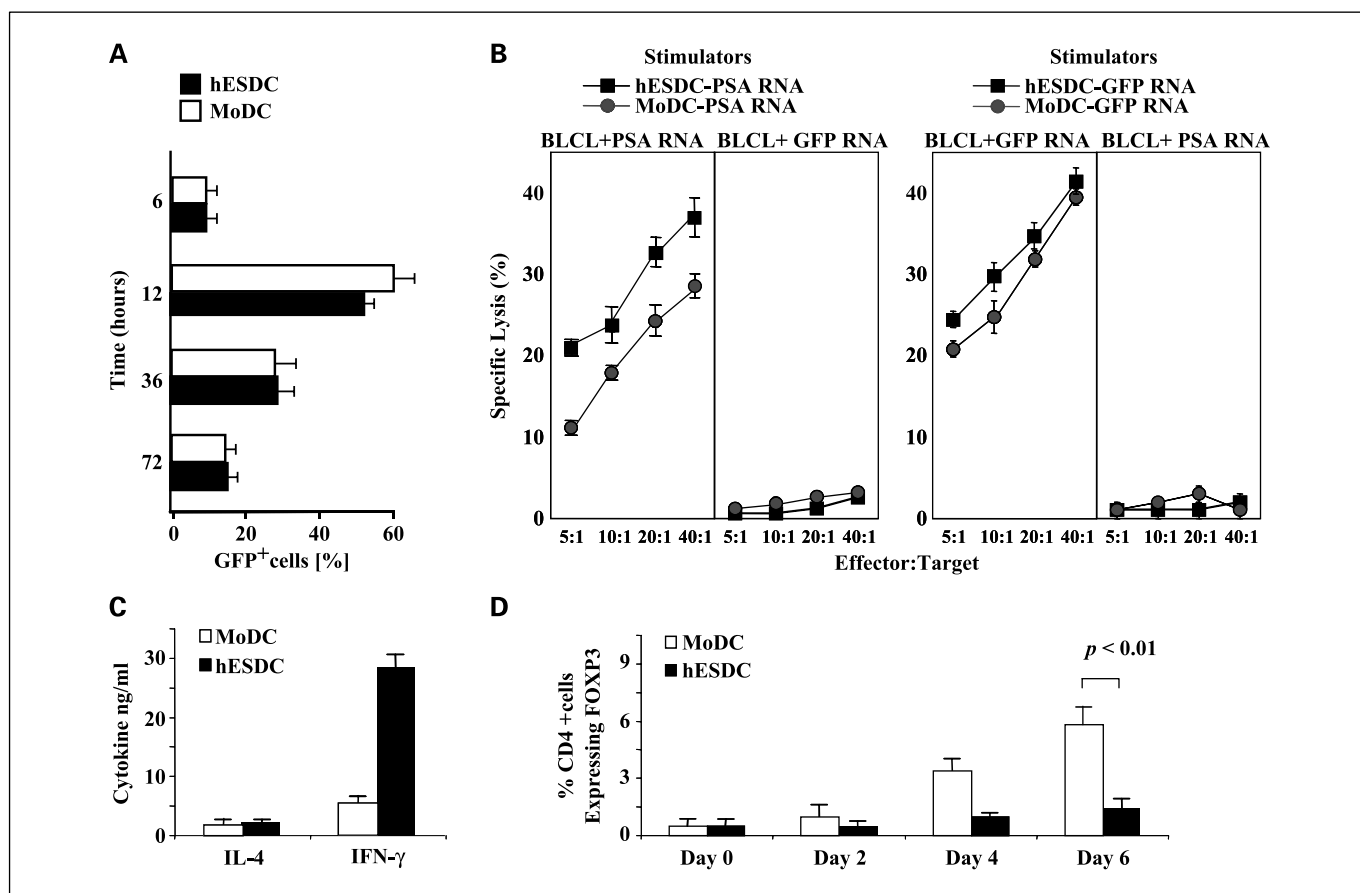 A
hESDC
MoDC
Time (hours)
6
12
36
72
0 20 40 60
GFP+cells [%]
B
Stimulators
hESDC-PSA RNA
MoDC-PSA RNA
BLCL+PSA RNA
BLCL+ GFP RNA
Stimulators
hESDC-GFP RNA
MoDC-GFP RNA
BLCL+GFP RNA
BLCL+ PSA RNA
Specific Lysis (%)
40
30
20
10
0
5:1 10:1 20:1 40:1
5:1 10:1 20:1 40:1
40
30
20
10
0
5:1 10:1 20:1 40:1
5:1 10:1 20:1 40:1
Effector:Target
C
MoDC
hESDC
Cytokine ng/ml
30
20
10
0
IL-4 IFN-γ
D
MoDC
hESDC
p < 0.01
% CD4 +cells
Expressing FOXP3
9
6
3
0
Day 0 Day 2 Day 4 Day 6